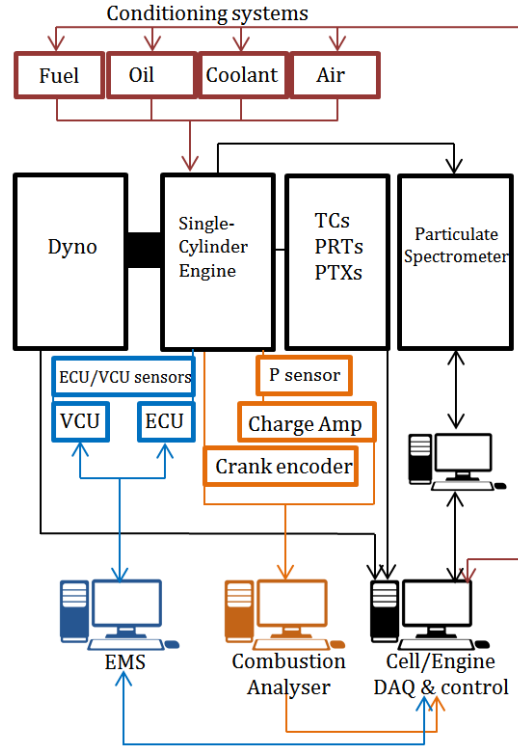 Conditioning systems
Fuel
Oil
Coolant
Air
Dyno
Single-
Cylinder
Engine
TCs
PRTs
PTXs
Particulate
Spectrometer
ECU/VCU sensors
P sensor
VCU
ECU
Charge Amp
Crank encoder
EMS
Combustion
Analyser
Cell/Engine
DAQ & control